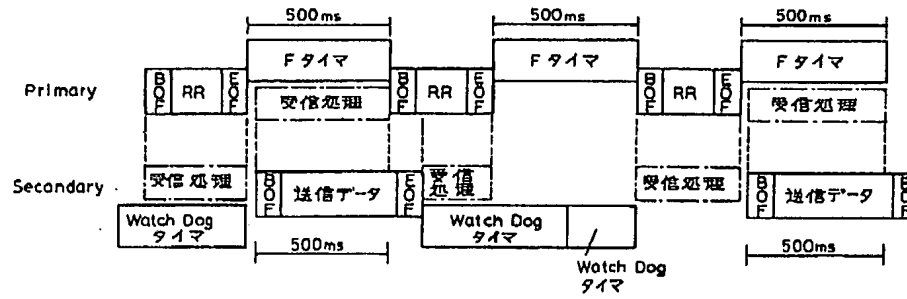 500ms 500ms 500ms
Fタイマ Fタイマ Fタイマ
Primary
BOF RR EOF 受信処理 BOF RR EOF BOF RR EOF 受信処理
Secandary
受信処理 BOF 送信データ EOF 受信処理 受信処理 BOF 送信データ EOF
Watch Dog タイマ
Watch Dog タイマ
500ms 500ms
Watch Dog
タイマ